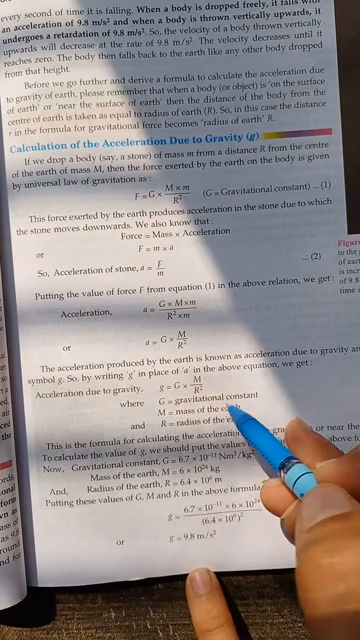 every second of time it is falling. When a body is dropped freely, it falls with
an acceleration of 9.8 m/s² and when a body is thrown vertically upwards, it
undergoes a retardation of 9.8 m/s². So, the velocity of a body thrown vertically
upwards will decrease at the rate of 9.8 m/s². The velocity decreases until it
reaches zero. The body then falls back to the earth like any other body dropped
from that height.
Before we go further and derive a formula to calculate the acceleration due
to gravity of earth, please remember that when a body (or object) is 'on the surface
of earth' or 'near the surface of earth' then the distance of the body from the
centre of earth is taken as equal to radius of earth (R). So, in this case the distance
r in the formula for gravitational force becomes 'radius of earth' R.
Calculation of the Acceleration Due to Gravity (g)
If we drop a body (say, a stone) of mass m from a distance R from the centre
of the earth of mass M, then the force exerted by the earth on the body is given
by universal law of gravitation as :
F = G × M × m / R² (G = Gravitational constant) ... (1)
This force exerted by the earth produces acceleration in the stone due to which
the stone moves downwards. We also know that :
Force = Mass × Acceleration
or F = m × a
So, Acceleration of stone, a = F / m ... (2)
Putting the value of force F from equation (1) in the above relation, we get :
Acceleration, a = G × M × m / R² × m
or a = G × M / R²
The acceleration produced by the earth is known as acceleration due to gravity an
symbol g. So, by writing 'g' in place of 'a' in the above equation, we get :
Acceleration due to gravity, g = G × M / R²
where G = gravitational constant
M = mass of the earth
and R = radius of the
This is the formula for calculating the acceleration
or near the
To calculate the value of g, we should put the values
above fo
Now, Gravitational constant, G = 6.7 × 10⁻¹¹ Nm²/kg²
Mass of the earth, M = 6 × 10²⁴ kg
And, Radius of the earth, R = 6.4 × 10⁶ m
Putting these values of G, M and R in the above formula
g = 6.7 × 10⁻¹¹ × 6 × 10²⁴ / (6.4 × 10⁶)²
or g = 9.8 m/s²
Figure
to the
of eart
is incr
of 9.8
time i